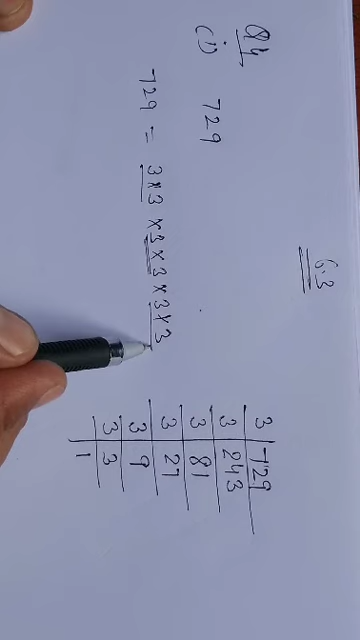 6.3
Q4
(i) 729
729 = 3×3 × 3×3 × 3×3
3 729
3 243
3 81
3 27
3 9
3 3
1